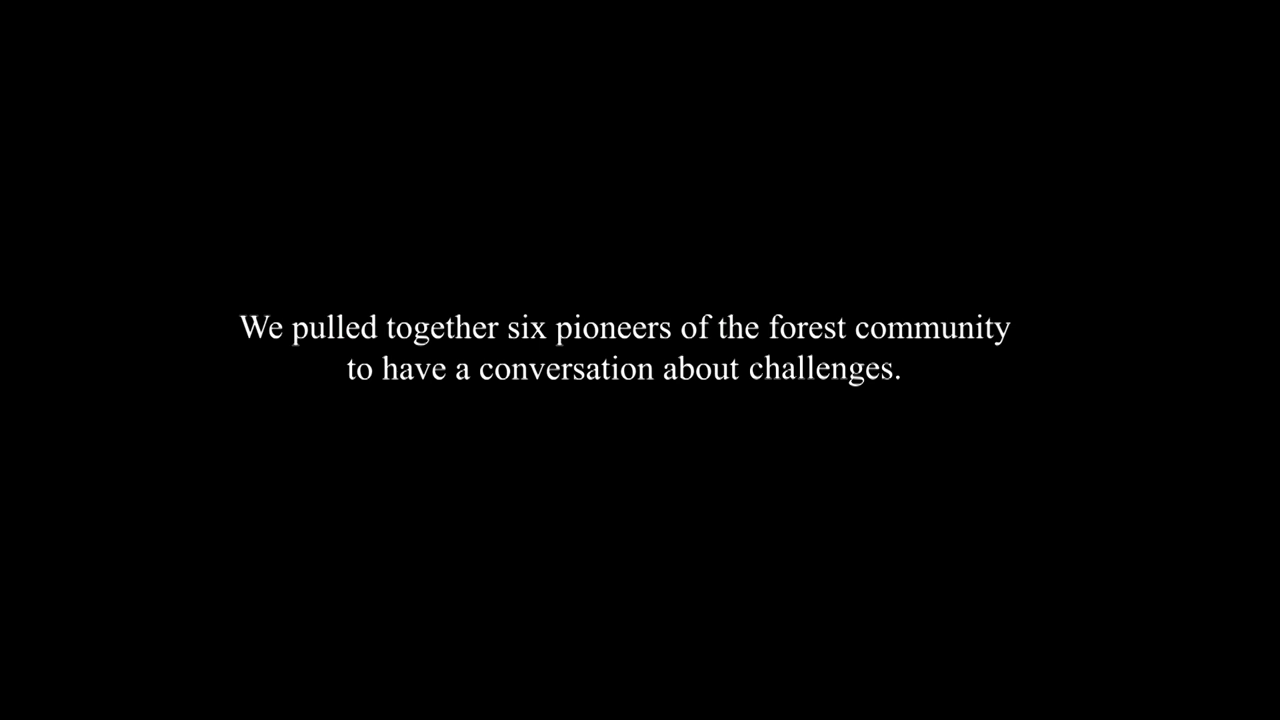 We pulled together six pioneers of the forest community
to have a conversation about challenges.